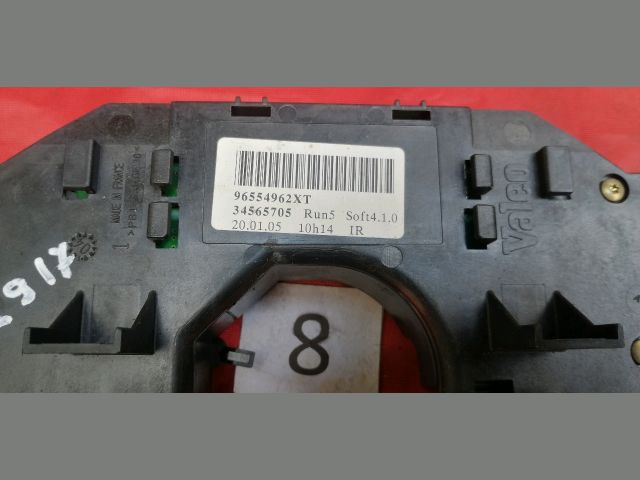 96554962XT
34565705 Run5 Soft4.1.0
20.01.05 10h14 IR
MADE IN FRANCE
Valeo
8